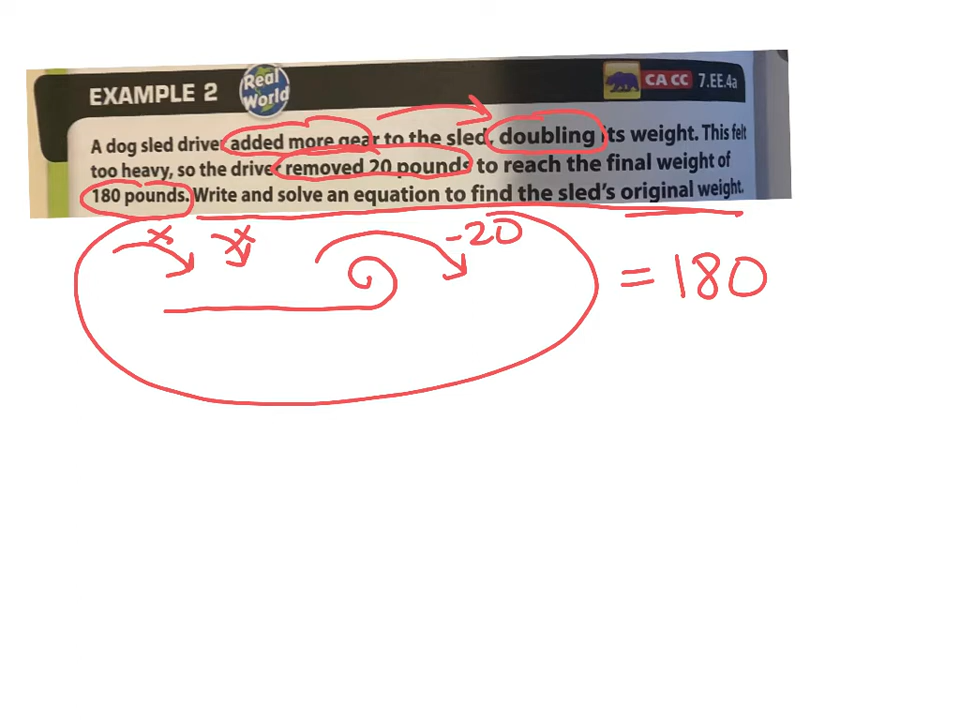 EXAMPLE 2
Real
World
CA CC 7.EE.4a
A dog sled driver added more gear to the sled, doubling its weight. This felt
too heavy, so the driver removed 20 pounds to reach the final weight of
180 pounds. Write and solve an equation to find the sled's original weight.
x x -20
= 180